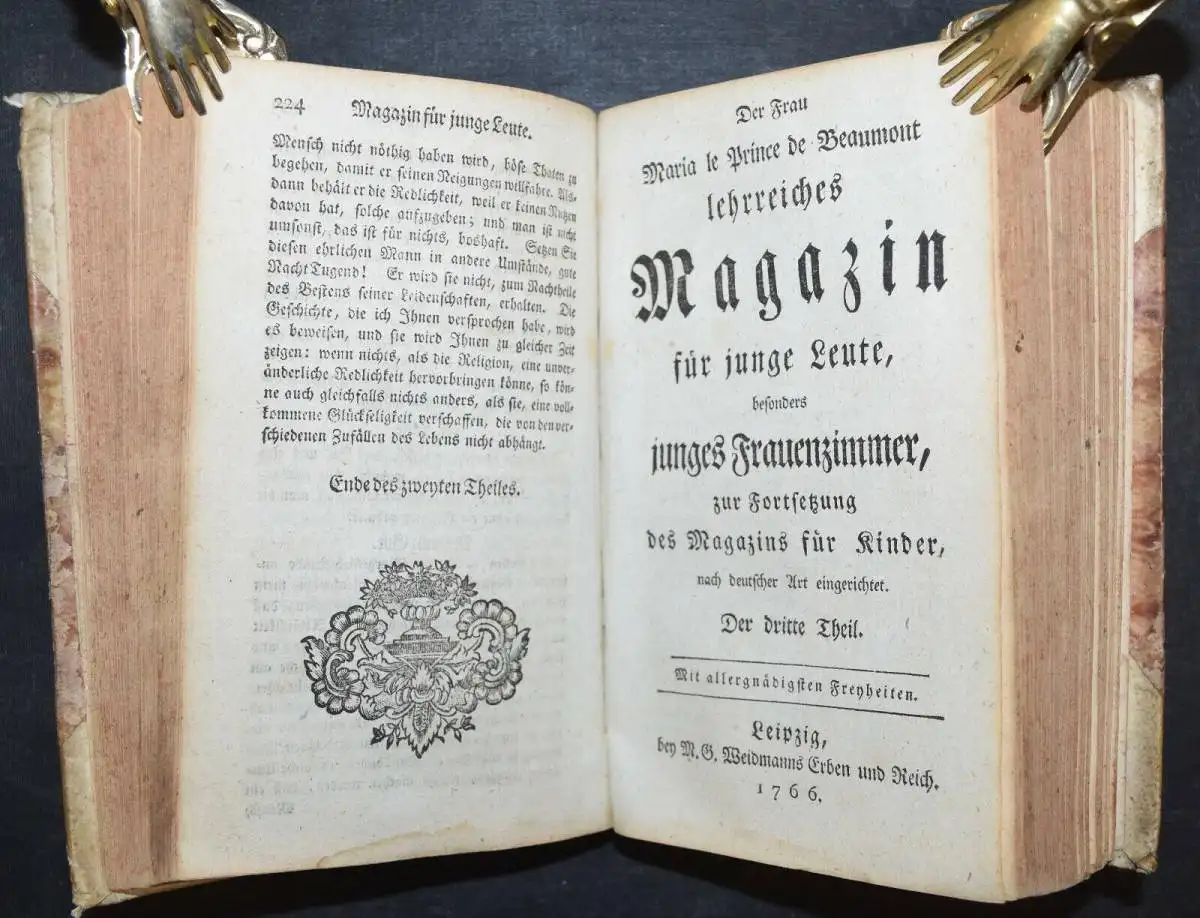 224 Magazin für junge Leute.
Mensch nicht nöthig haben wird, böse Thaten zu
begehen, damit er seinen Neigungen willfahre. Als-
dann behält er die Redlichkeit, weil er keinen Nutzen
davon hat, solche aufzugeben; und man ist nicht
umsonst, das ist für nichts, boshaft. Setzen Sie
diesen ehrlichen Mann in andere Umstände, gute
Nacht Tugend! Er wird sie nicht, zum Nachtheile
des Bestens seiner Leidenschaften, erhalten. Die
Geschichte, die ich Ihnen versprochen habe, wird
es beweisen, und sie wird Ihnen zu gleicher Zeit
zeigen: wenn nichts, als die Religion, eine unver-
änderliche Redlichkeit hervorbringen könne, so kön-
ne auch gleichfalls nichts anders, als sie, eine voll-
kommene Glückseligkeit verschaffen, die von den ver-
schiedenen Zufällen des Lebens nicht abhängt.
Ende des zweyten Theiles.
Der Frau
Maria le Prince de Beaumont
lehrreiches
Magazin
für junge Leute,
besonders
junges Frauenzimmer,
zur Fortsetzung
des Magazins für Kinder,
nach deutscher Art eingerichtet.
Der dritte Theil.
Mit allergnädigsten Freyheiten.
Leipzig,
bey M. G. Weidmanns Erben und Reich.
1766.